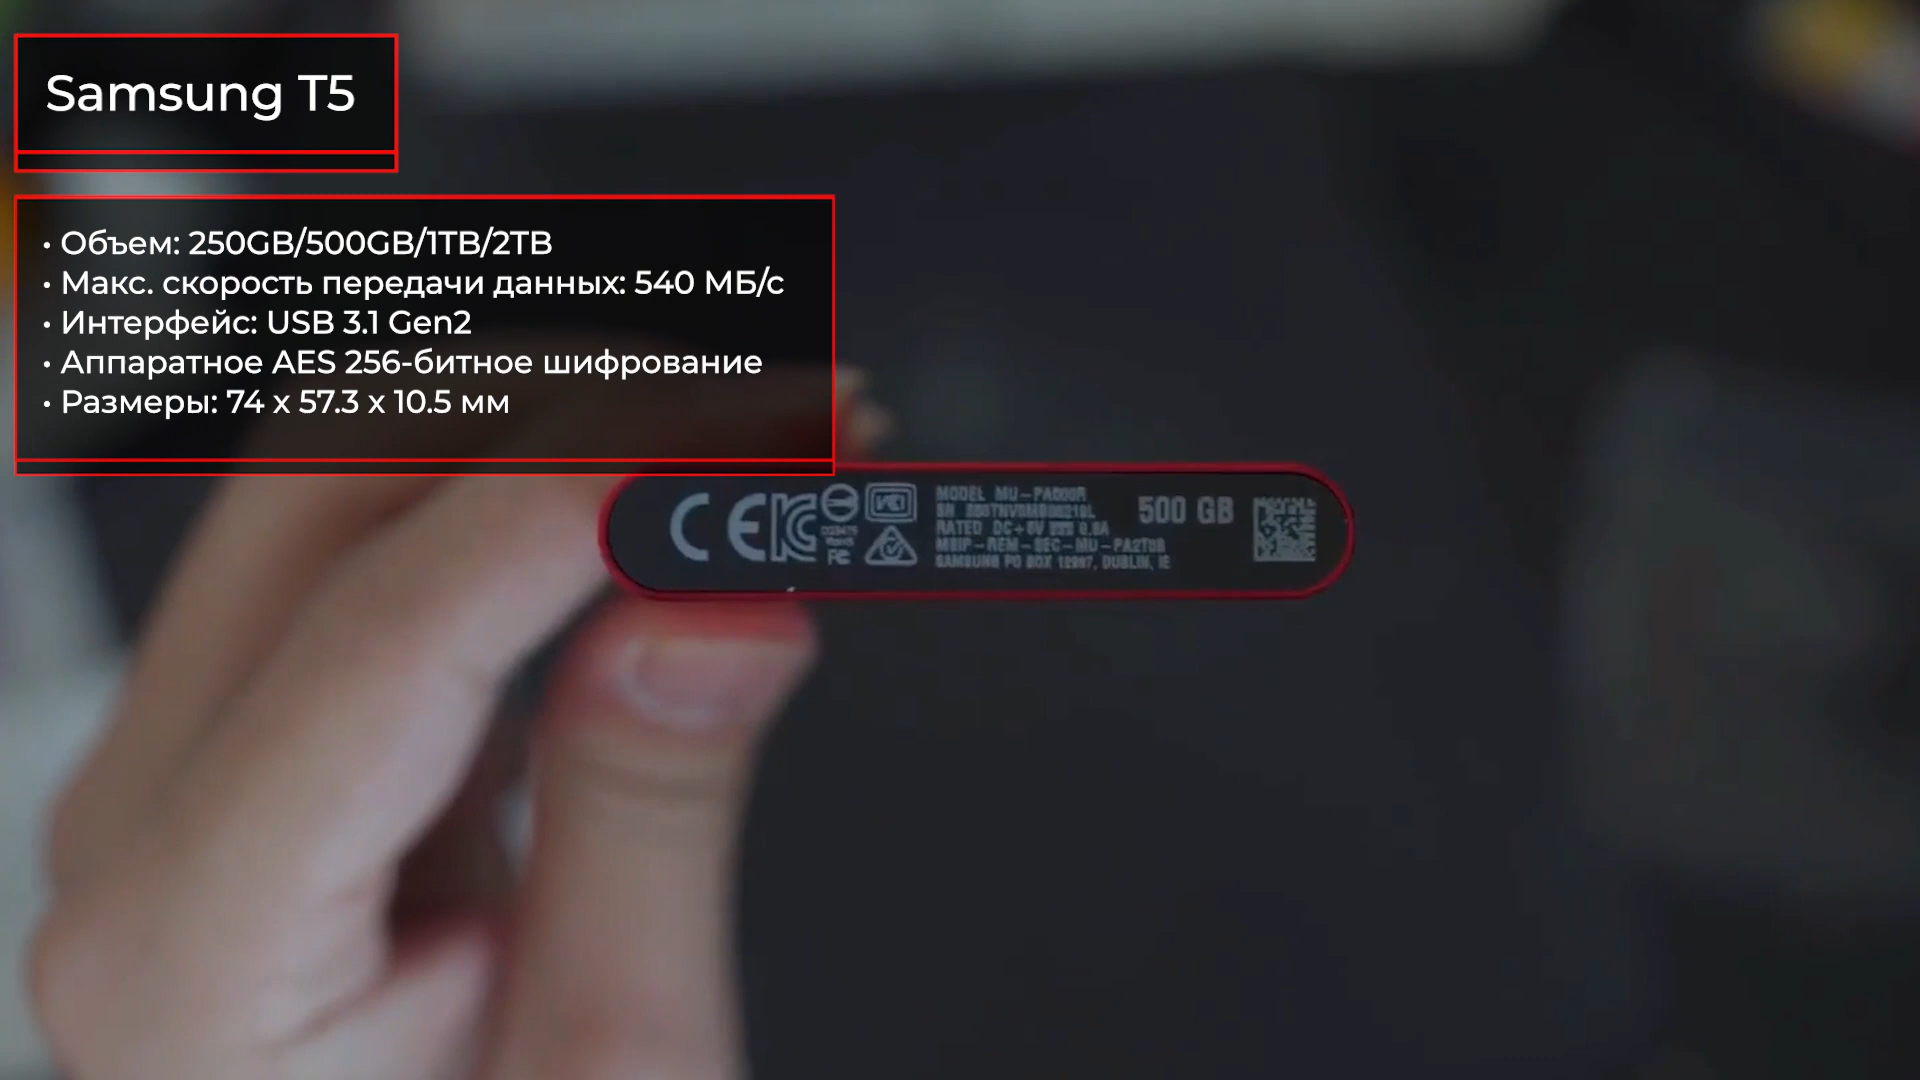 Samsung T5
• Объем: 250GB/500GB/1TB/2TB
• Макс. скорость передачи данных: 540 МБ/с
• Интерфейс: USB 3.1 Gen2
• Аппаратное AES 256-битное шифрование
• Размеры: 74 x 57.3 x 10.5 мм
CE
MODEL
500 GB
SN
RATED
SAMSUNG PO BOX DUBLIN, IE